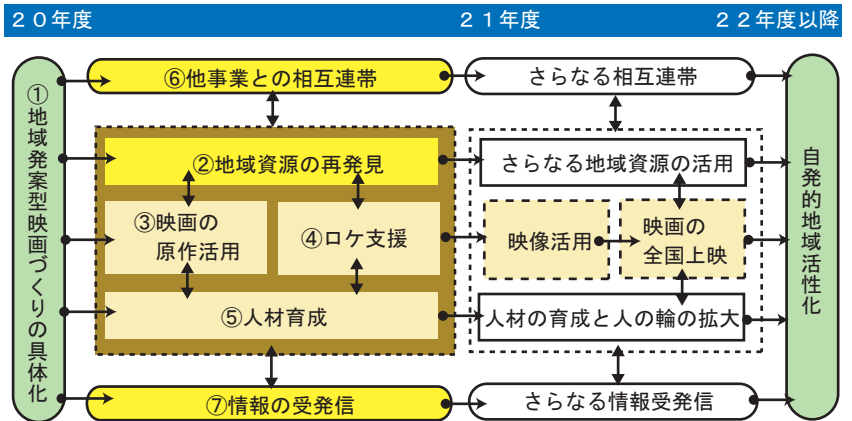 ２０年度
２１年度
２２年度以降
①地域発案型映画づくりの具体化
⑥他事業との相互連帯
②地域資源の再発見
③映画の
原作活用
④ロケ支援
⑤人材育成
⑦情報の受発信
さらなる相互連帯
さらなる地域資源の活用
映像活用
映画の
全国上映
人材の育成と人の輪の拡大
さらなる情報受発信
自発的地域活性化